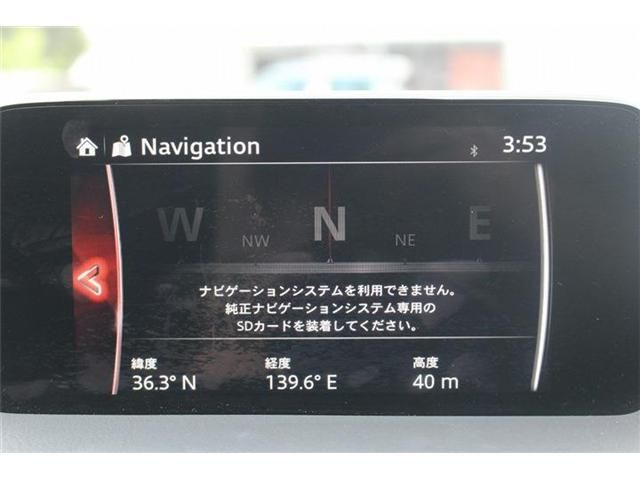 Navigation 3:53
W NW N NE E
ナビゲーションシステムを利用できません。
純正ナビゲーションシステム専用の
SDカードを装着してください。
緯度 経度 高度
36.3° N 139.6° E 40 m